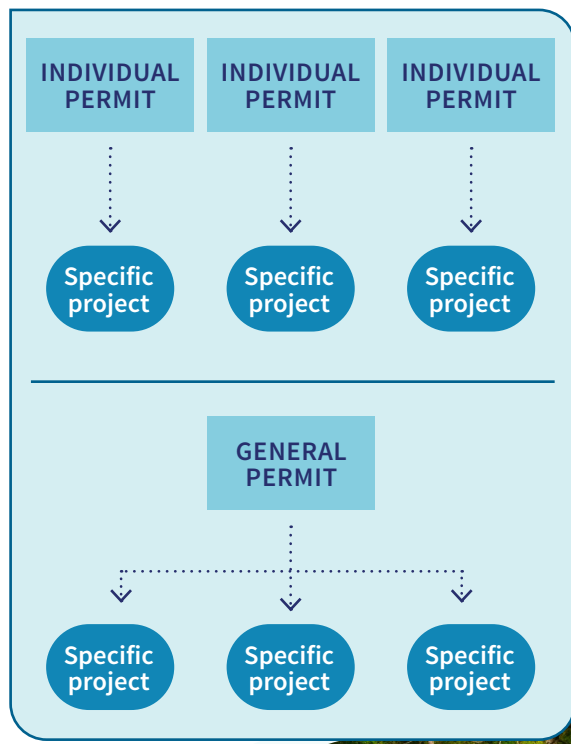 INDIVIDUAL
PERMIT
INDIVIDUAL
PERMIT
INDIVIDUAL
PERMIT
Specific
project
Specific
project
Specific
project
GENERAL
PERMIT
Specific
project
Specific
project
Specific
project